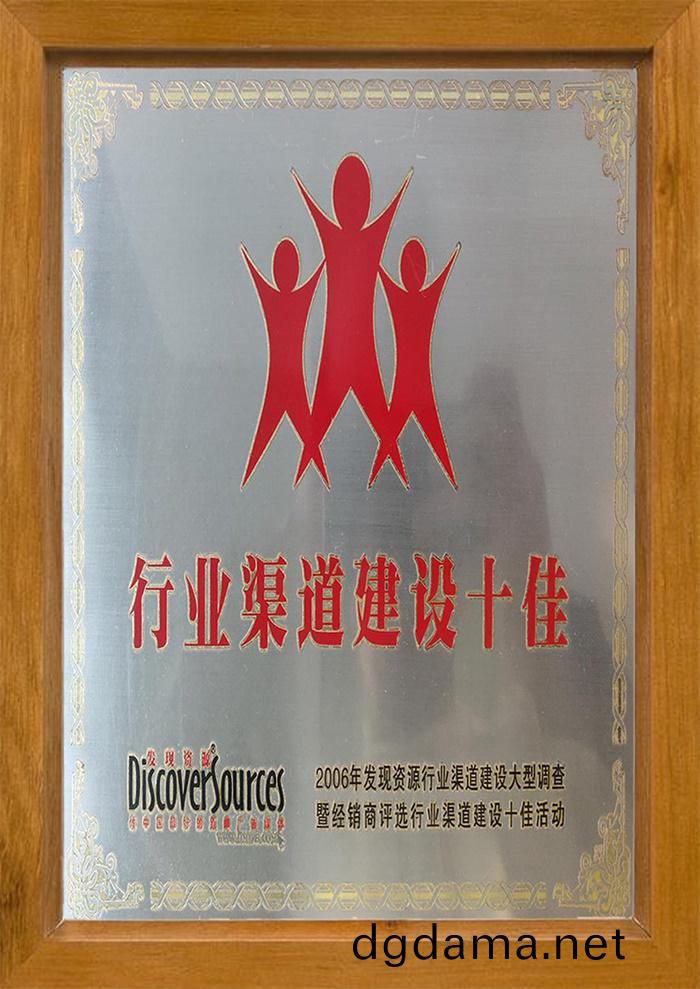 行业渠道建设十佳
发现资源®
DiscoverSources
2006年发现资源行业渠道建设大型调查
暨经销商评选行业渠道建设十佳活动
dgdama.net